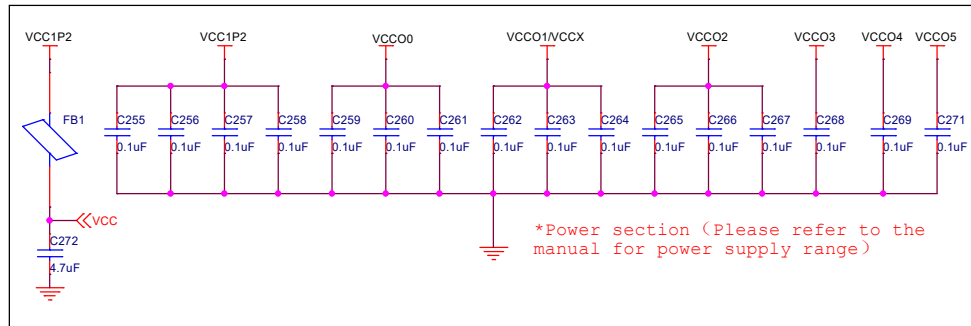 VCC1P2 VCC1P2 VCCO0 VCCO1/VCCX VCCO2 VCCO3 VCCO4 VCCO5
FB1 C255 C256 C257 C258 C259 C260 C261 C262 C263 C264 C265 C266 C267 C268 C269 C271
0.1uF 0.1uF 0.1uF 0.1uF 0.1uF 0.1uF 0.1uF 0.1uF 0.1uF 0.1uF 0.1uF 0.1uF 0.1uF 0.1uF 0.1uF 0.1uF
VCC
C272
4.7uF
*Power section（Please refer to the
manual for power supply range）